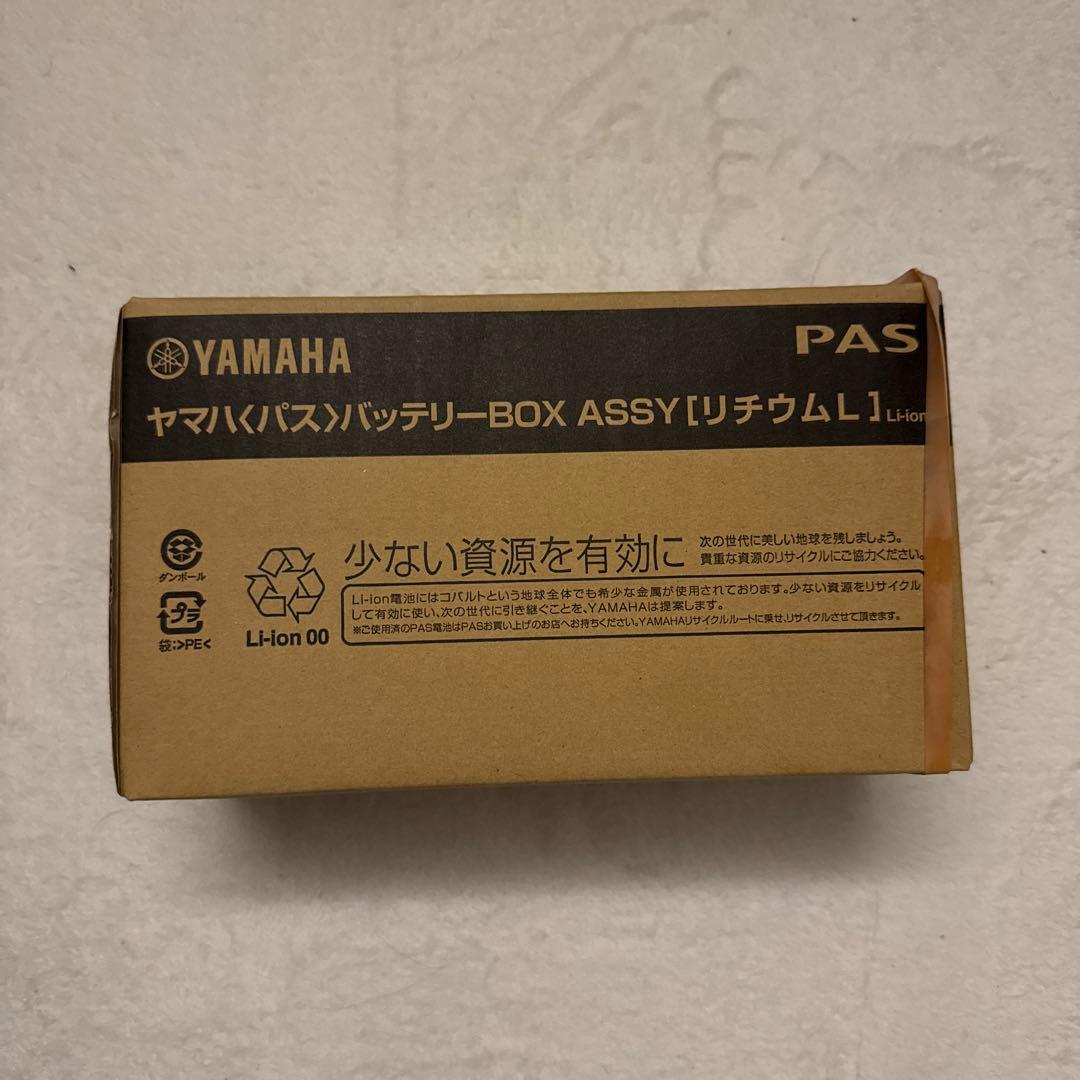 YAMAHA
PAS
ヤマハ〈パス〉バッテリーBOX ASSY[リチウムL]Li-ion
ダンボール
プラ
袋:>PE<
Li-ion 00
少ない資源を有効に
次の世代に美しい地球を残しましょう。
貴重な資源のリサイクルにご協力ください。
Li-ion電池にはコバルトという地球全体でも希少な金属が使用されております。少ない資源をリサイクル
して有効に使い、次の世代に引き継ぐことを、YAMAHAは提案します。
※ご使用済のPAS電池はPASお買い上げのお店へお持ちください。YAMAHAリサイクルルートに乗せ、リサイクルさせて頂きます。